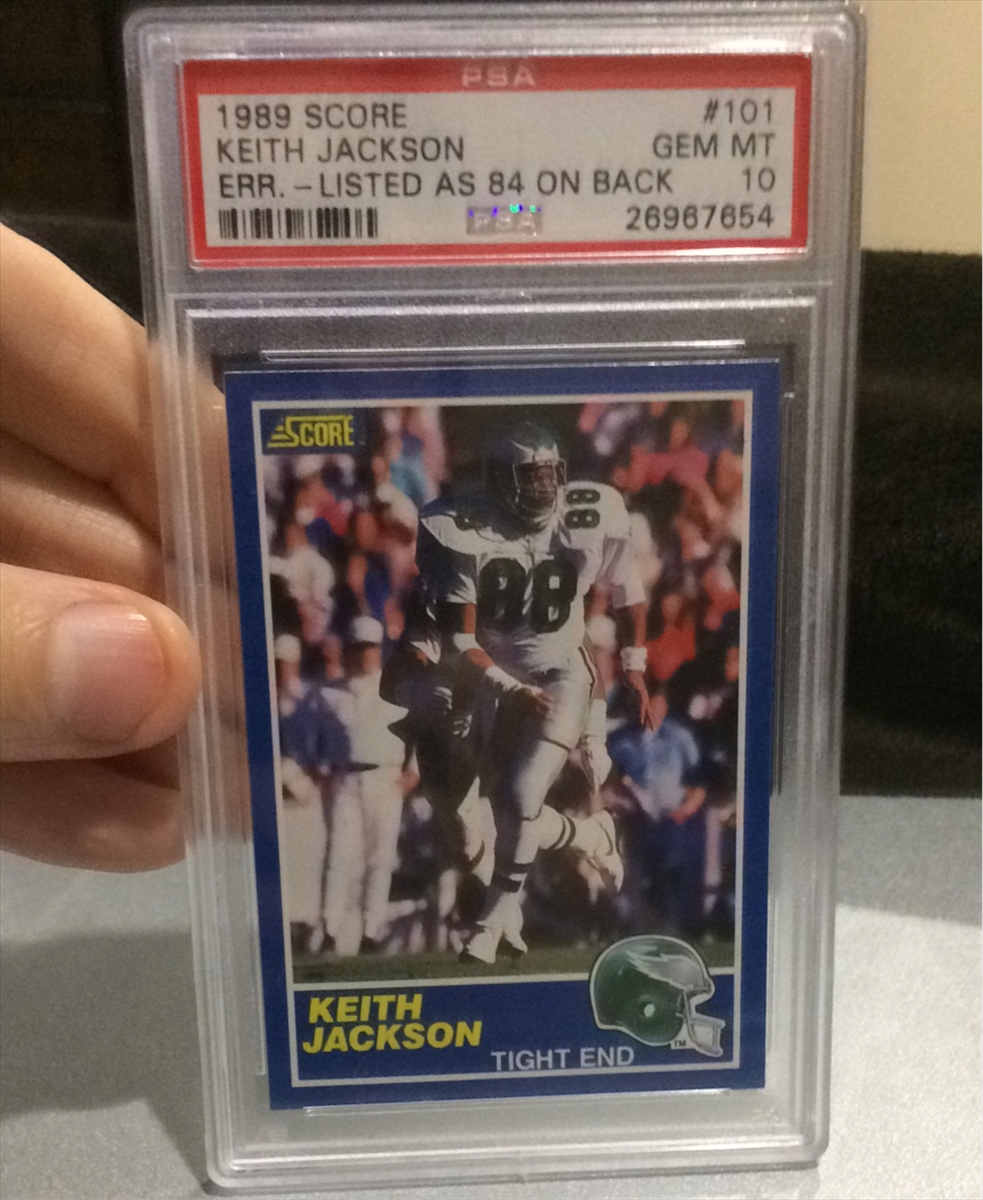 PSA
1989 SCORE #101
KEITH JACKSON GEM MT
ERR. - LISTED AS 84 ON BACK 10
PSA 26967654
SCORE
88
88
KEITH
JACKSON
TIGHT END
TM